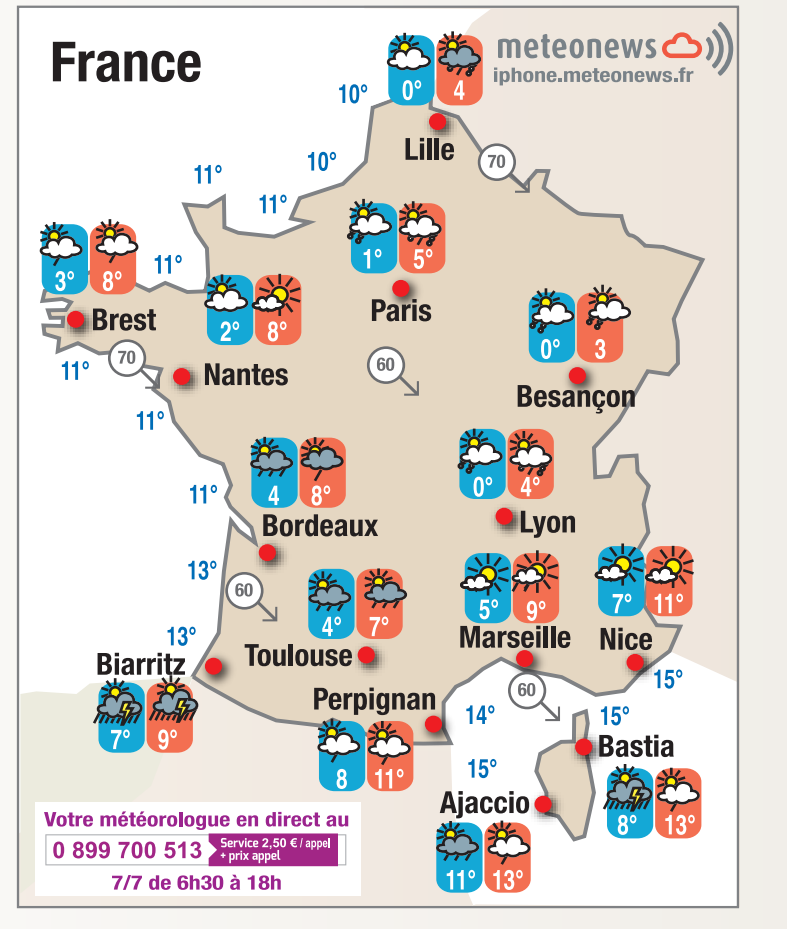 France
meteonews
iphone.meteonews.fr
0° 4
10°
Lille
70
10°
11°
11°
1° 5°
Paris
3° 8°
11°
Brest
2° 8°
Nantes
0° 3
Besançon
70
11°
60
11°
4 8°
Bordeaux
11°
0° 4°
Lyon
13°
60
4° 7°
Toulouse
5° 9°
Marseille
7° 11°
Nice
13°
Biarritz
7° 9°
15°
60
Perpignan
8 11°
14°
15°
15°
Bastia
8° 13°
Ajaccio
11° 13°
Votre météorologue en direct au
0 899 700 513
Service 2,50 € / appel
+ prix appel
7/7 de 6h30 à 18h